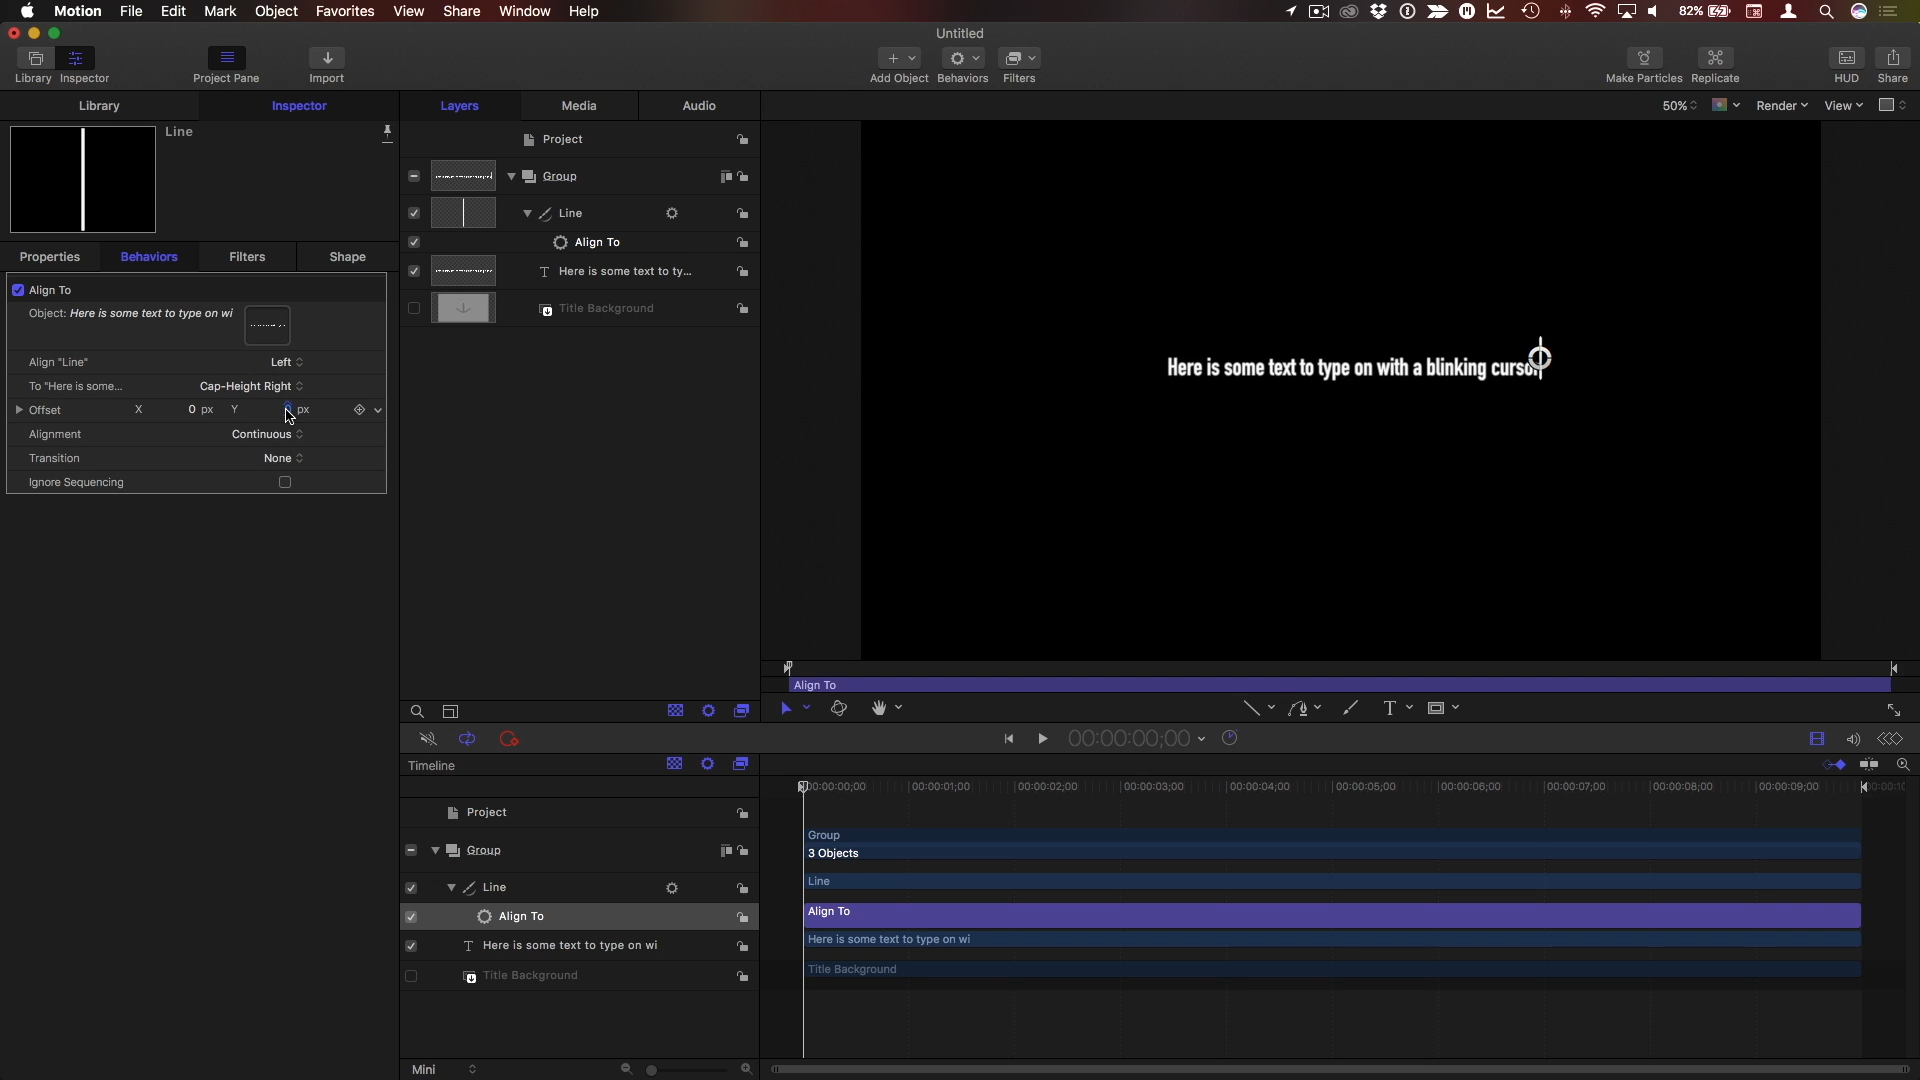 Motion File Edit Mark Object Favorites View Share Window Help
82%
Untitled
Library Inspector Project Pane Import Add Object Behaviors Filters Make Particles Replicate HUD Share
Library Inspector Layers Media Audio
50% Render View
Line
Project
Group
Line
Align To
Here is some text to ty...
Title Background
Properties Behaviors Filters Shape
Align To
Object: Here is some text to type on wi
Align "Line" Left
To "Here is some... Cap-Height Right
Offset X 0 px Y px
Alignment Continuous
Transition None
Ignore Sequencing
Here is some text to type on with a blinking cursor
Align To
00:00:00;00
Timeline
00:00:00;00 00:00:01;00 00:00:02;00 00:00:03;00 00:00:04;00 00:00:05;00 00:00:06;00 00:00:07;00 00:00:08;00 00:00:09;00
Project
Group
Group
3 Objects
Line
Line
Align To
Align To
Here is some text to type on wi
Here is some text to type on wi
Title Background
Title Background
Mini